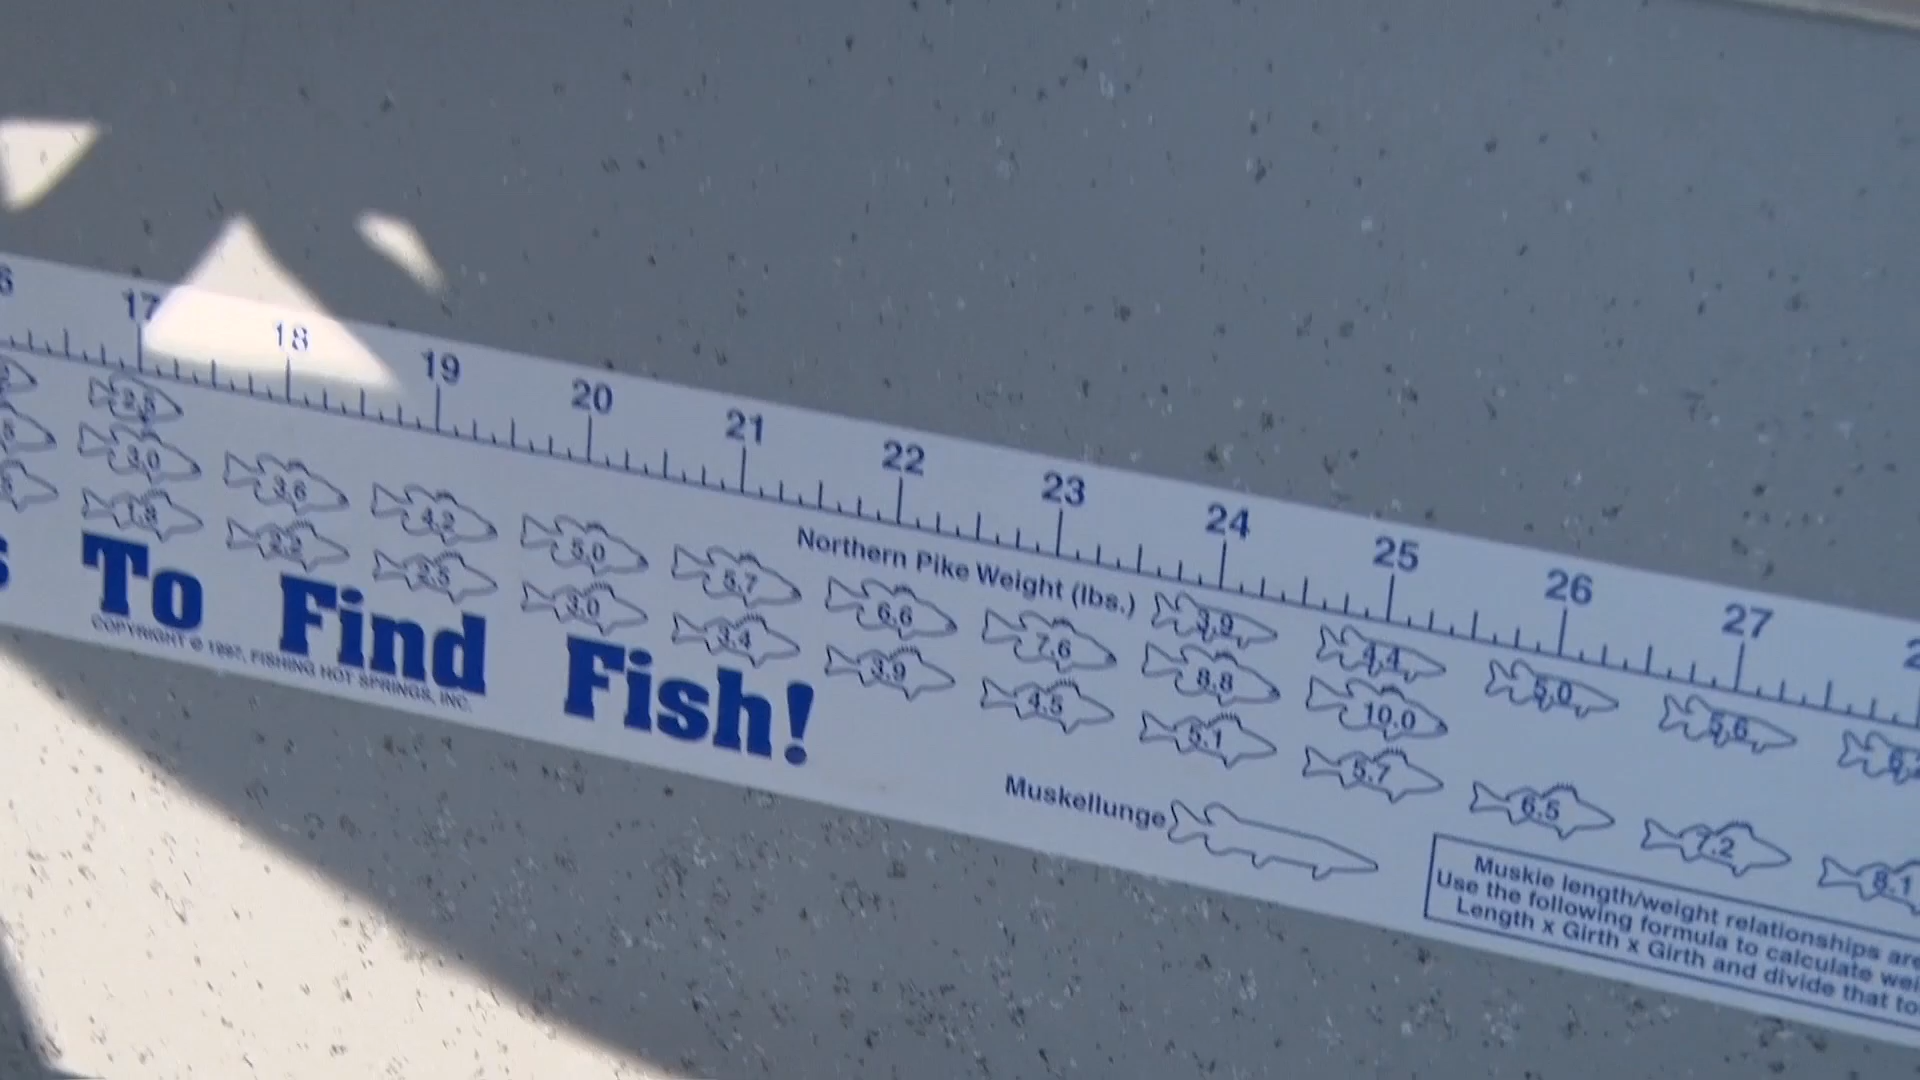 17 18 19 20 21 22 23 24 25 26 27
2.5
3.0 3.6 4.2 5.0 5.7 6.6 7.6 8.8 10.0
1.8 2.2 2.5 3.0 3.4 3.9 4.5 5.1 5.7 6.5 7.2 8.1
Northern Pike Weight (lbs.) 3.9 4.4 5.0 5.6
To Find Fish!
COPYRIGHT © 1997, FISHING HOT SPRINGS, INC.
Muskellunge
Muskie length/weight relationships are
Use the following formula to calculate
Length x Girth x Girth and divide that